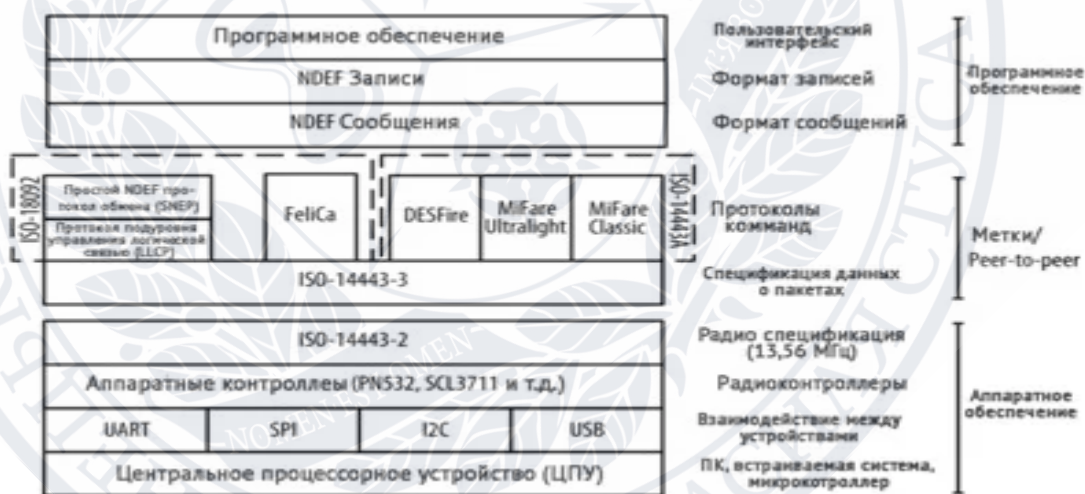 Программное обеспечение
Пользовательский
интерфейс
NDEF Записи
Формат записей
NDEF Сообщения
Формат сообщений
Программное
обеспечение
ISO-18092
Простой NDEF про-
токол обмена (SNEP)
Протокол подуровня
управления логической
связью (LLCP)
FeliCa
DESFire
MiFare
Ultralight
MiFare
Classic
ISO-14443A
Протоколы
комманд
ISO-14443-3
Спецификация данных
о пакетах
Метки/
Peer-to-peer
ISO-14443-2
Радио спецификация
(13,56 МГц)
Аппаратные контроллеы (PN532, SCL3711 и т.д.)
Радиоконтроллеры
UART
SPI
I2C
USB
Взаимодействие между
устройствами
Центральное процессорное устройство (ЦПУ)
ПК, встраиваемая система,
микрокотроллер
Аппаратное
обеспечение